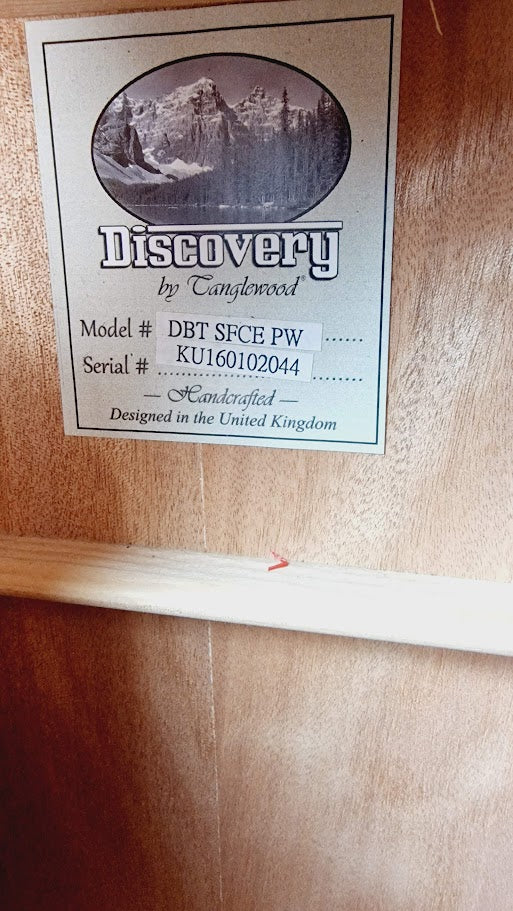 Discovery
by Tanglewood®
Model # DBT SFCE PW ......
Serial # KU160102044 ........
— Handcrafted —
Designed in the United Kingdom